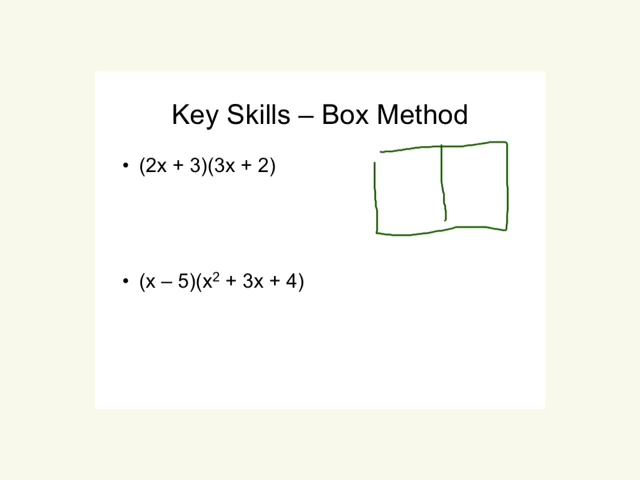 Key Skills – Box Method
• (2x + 3)(3x + 2)
• (x – 5)(x² + 3x + 4)